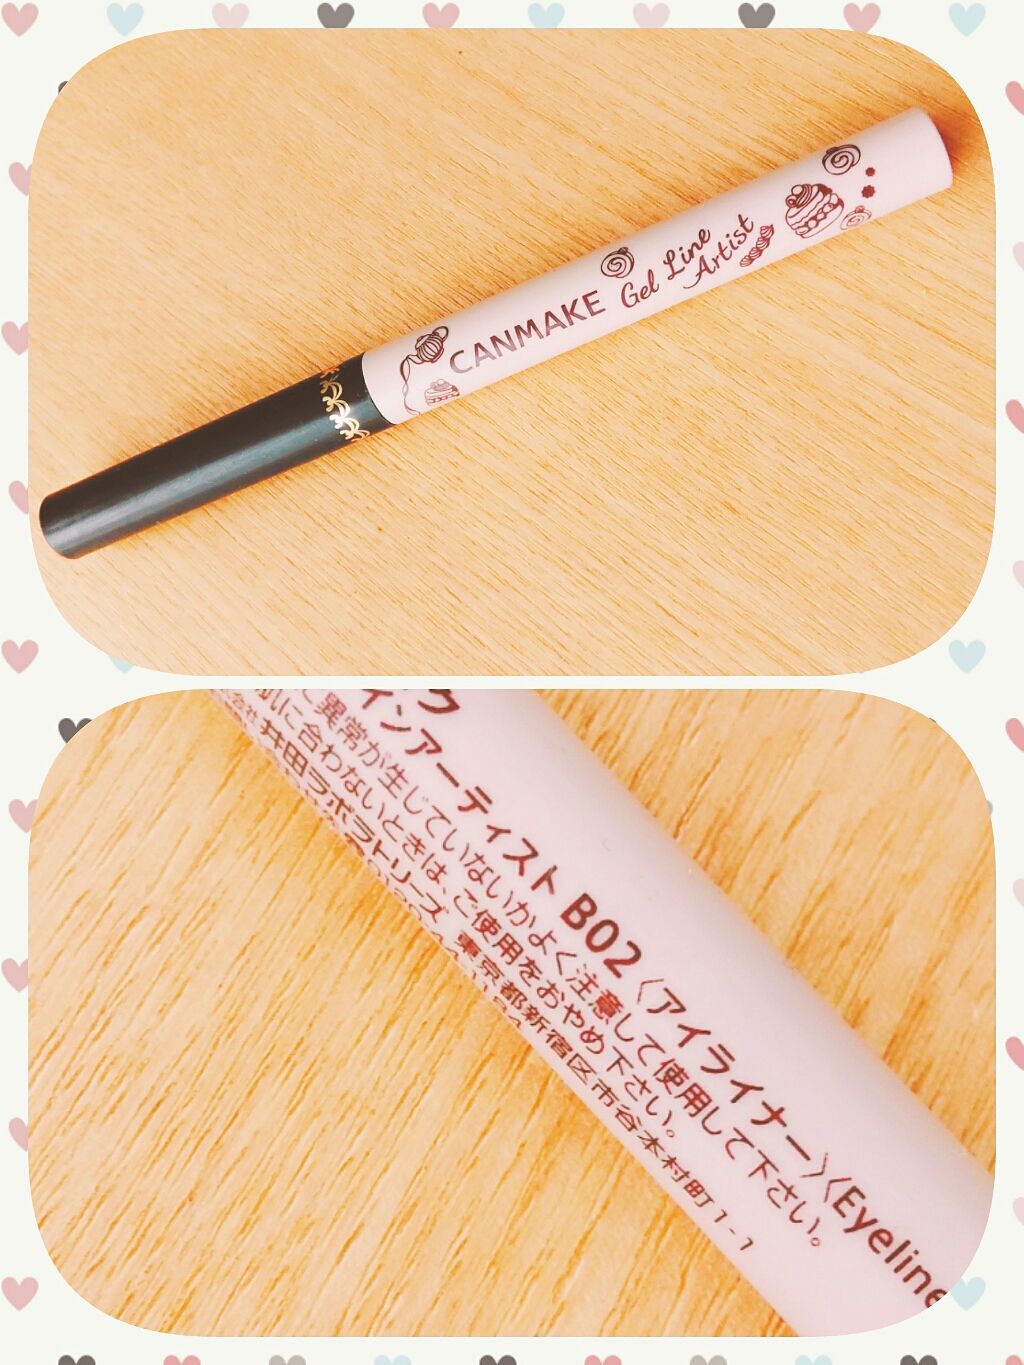 CANMAKE Gel Line
Artist
ク
インアーティスト B02〈アイライナー〉〈Eyeline
異常が生じていないかよく注意して使用して下さい。
肌に合わないときは、ご使用をおやめ下さい。
井田ラボラトリーズ 東京都新宿区市谷本村町1-1